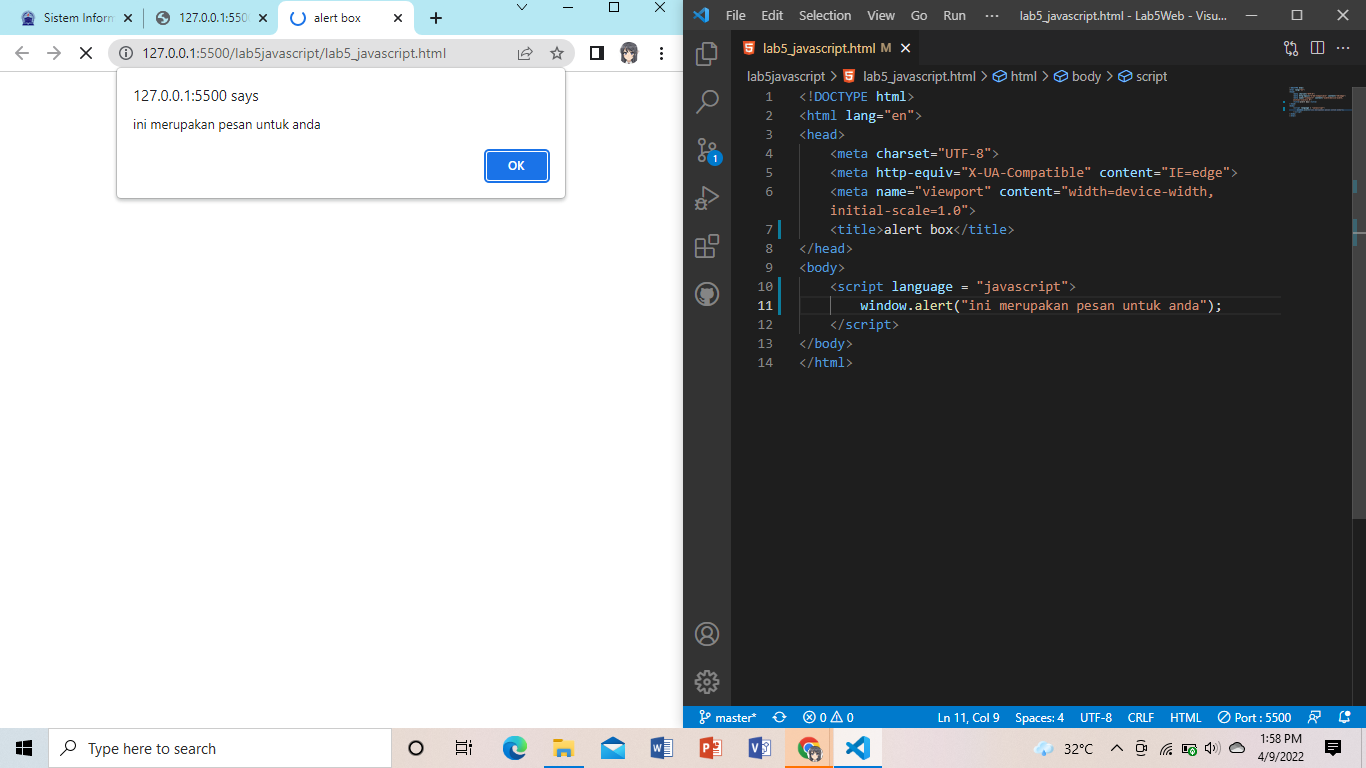 Sistem Inform
127.0.0.1:550
alert box
127.0.0.1:5500/lab5javascript/lab5_javascript.html
127.0.0.1:5500 says
ini merupakan pesan untuk anda
OK
File Edit Selection View Go Run ··· lab5_javascript.html - Lab5Web - Visu...
lab5_javascript.html M
lab5javascript > lab5_javascript.html > html > body > script
1 <!DOCTYPE html>
2 <html lang="en">
3 <head>
4 <meta charset="UTF-8">
5 <meta http-equiv="X-UA-Compatible" content="IE=edge">
6 <meta name="viewport" content="width=device-width,
initial-scale=1.0">
7 <title>alert box</title>
8 </head>
9 <body>
10 <script language = "javascript">
11 window.alert("ini merupakan pesan untuk anda");
12 </script>
13 </body>
14 </html>
1
master* 0 0 Ln 11, Col 9 Spaces: 4 UTF-8 CRLF HTML Port : 5500
Type here to search
32°C
1:58 PM
4/9/2022